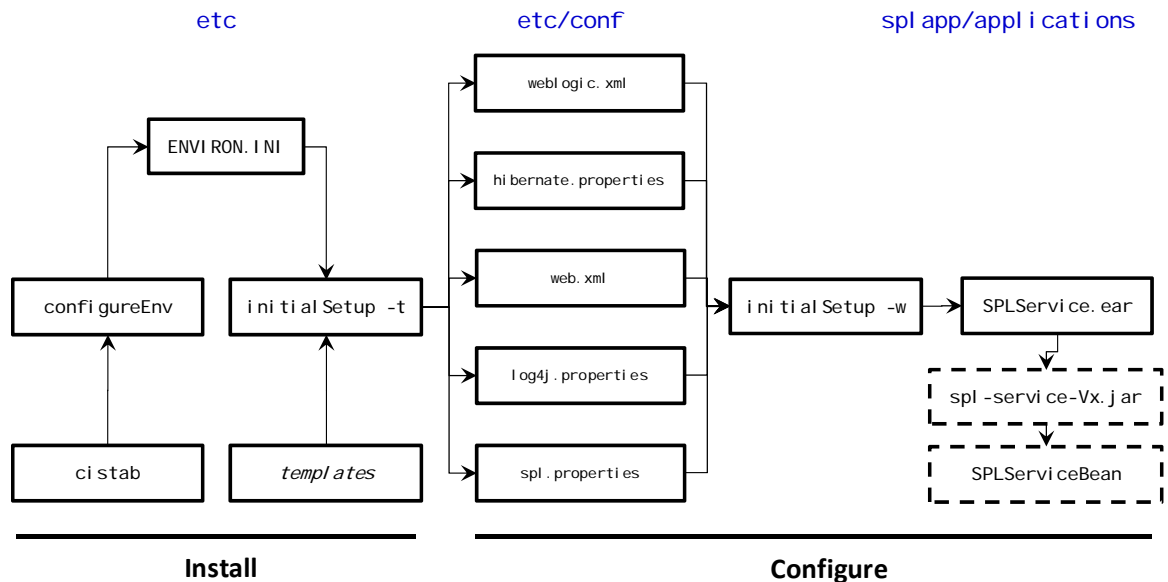 etc
etc/conf
splapp/applications
weblogic.xml
ENVIRON.INI
hibernate.properties
configureEnv
initialSetup -t
web.xml
initialSetup -w
SPLService.ear
log4j.properties
spl-service-Vx.jar
cistab
templates
spl.properties
SPLServiceBean
Install
Configure